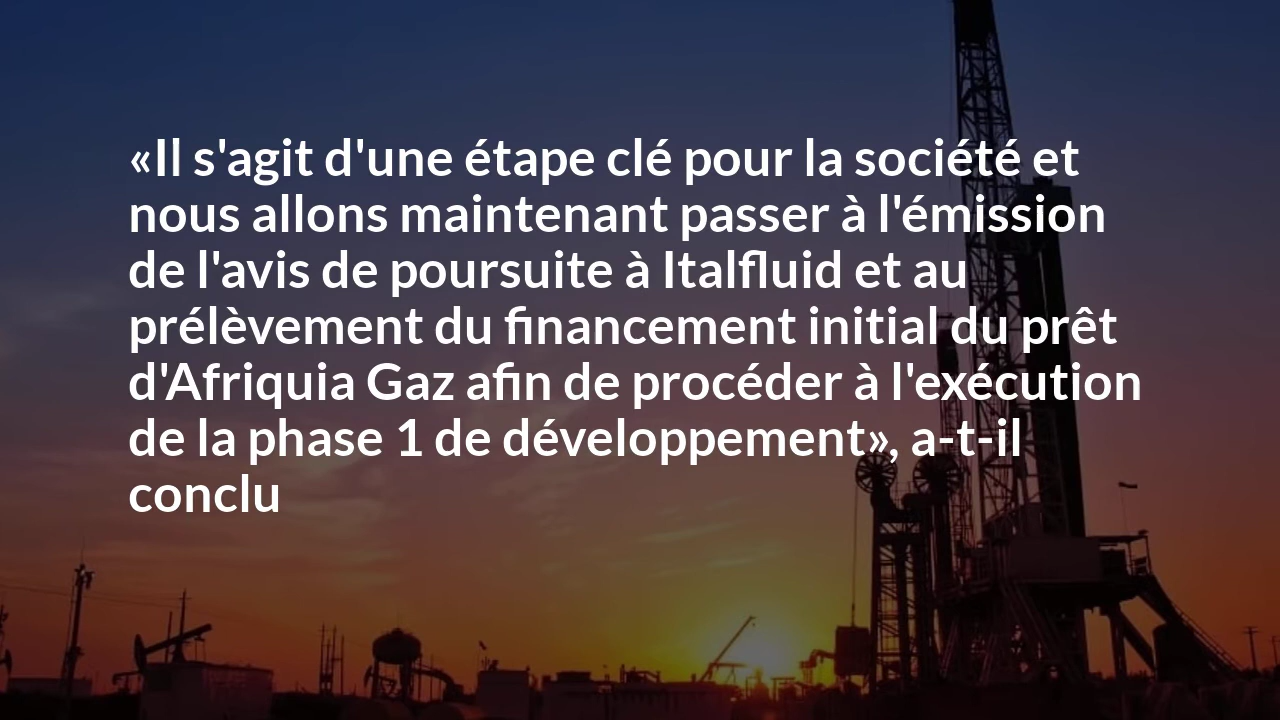 «Il s'agit d'une étape clé pour la société et
nous allons maintenant passer à l'émission
de l'avis de poursuite à Italfluid et au
prélèvement du financement initial du prêt
d'Afriquia Gaz afin de procéder à l'exécution
de la phase 1 de développement», a-t-il
conclu